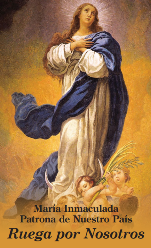 María Inmaculada
Patrona de Nuestro País
Ruega por Nosotros